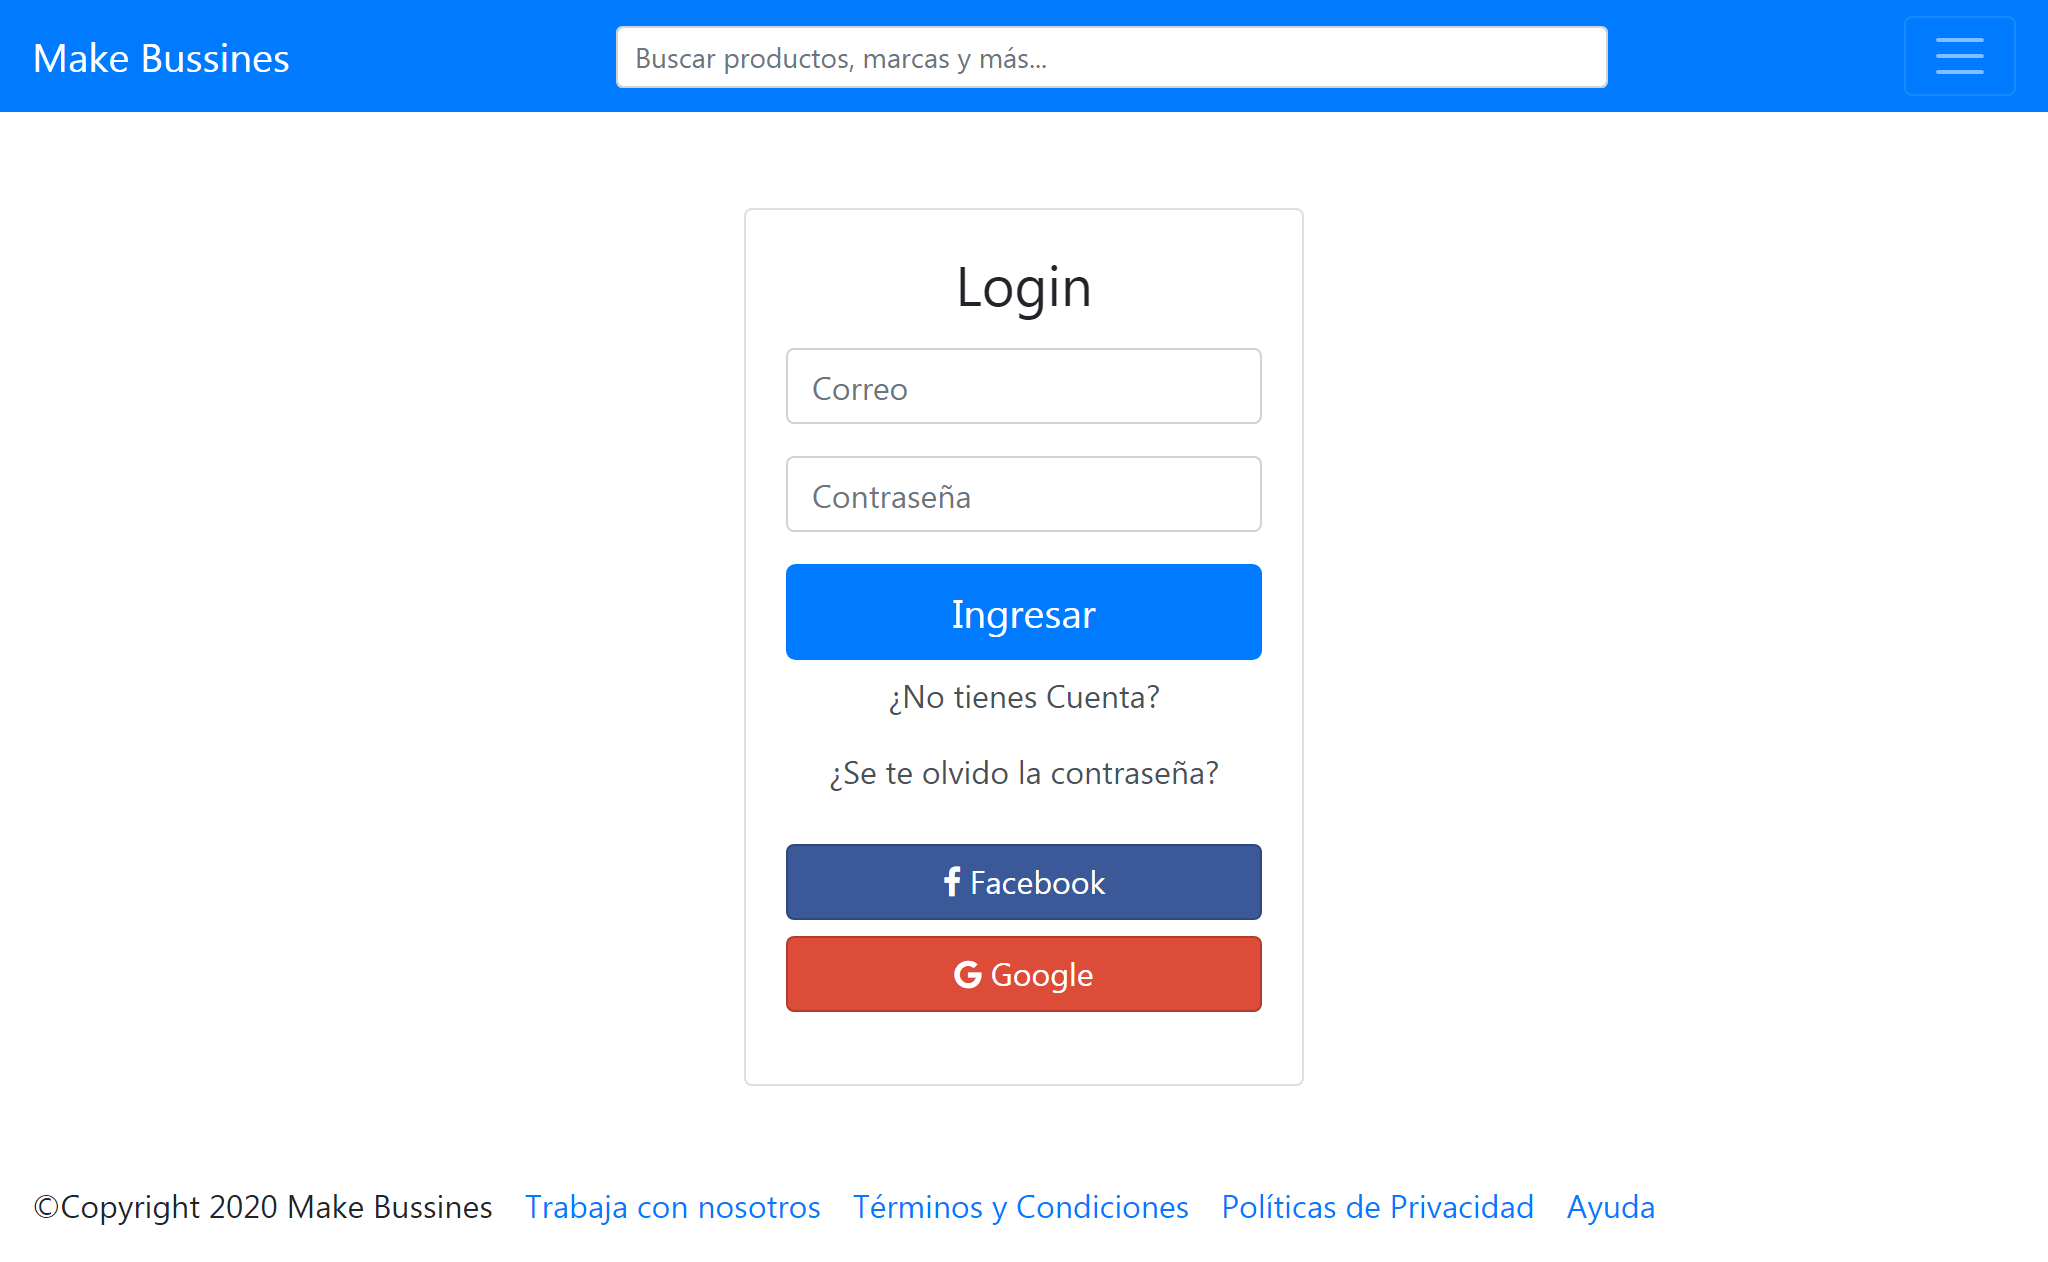 Make Bussines
Buscar productos, marcas y más...
Login
Correo
Contraseña
Ingresar
¿No tienes Cuenta?
¿Se te olvido la contraseña?
Facebook
Google
©Copyright 2020 Make Bussines Trabaja con nosotros Términos y Condiciones Políticas de Privacidad Ayuda